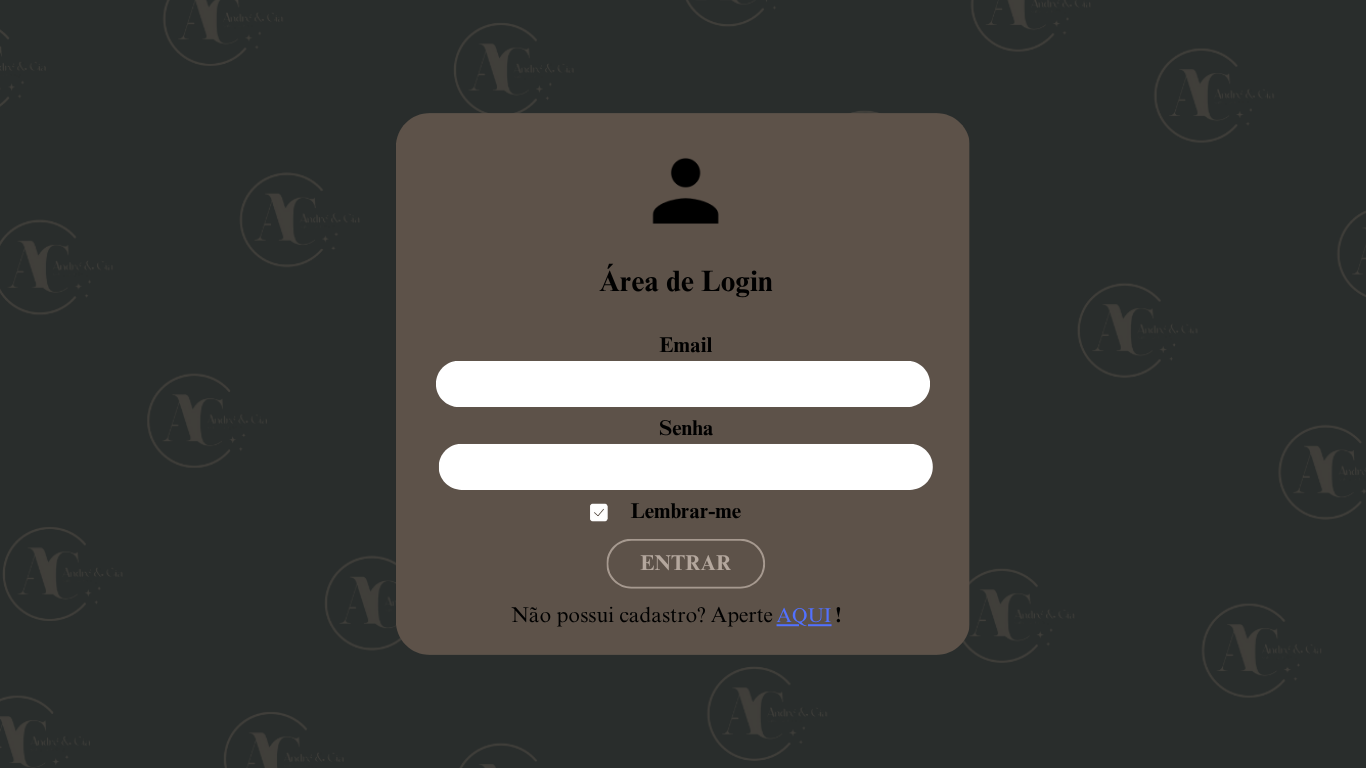 Área de Login
Email
Senha
Lembrar-me
ENTRAR
Não possui cadastro? Aperte AQUI !